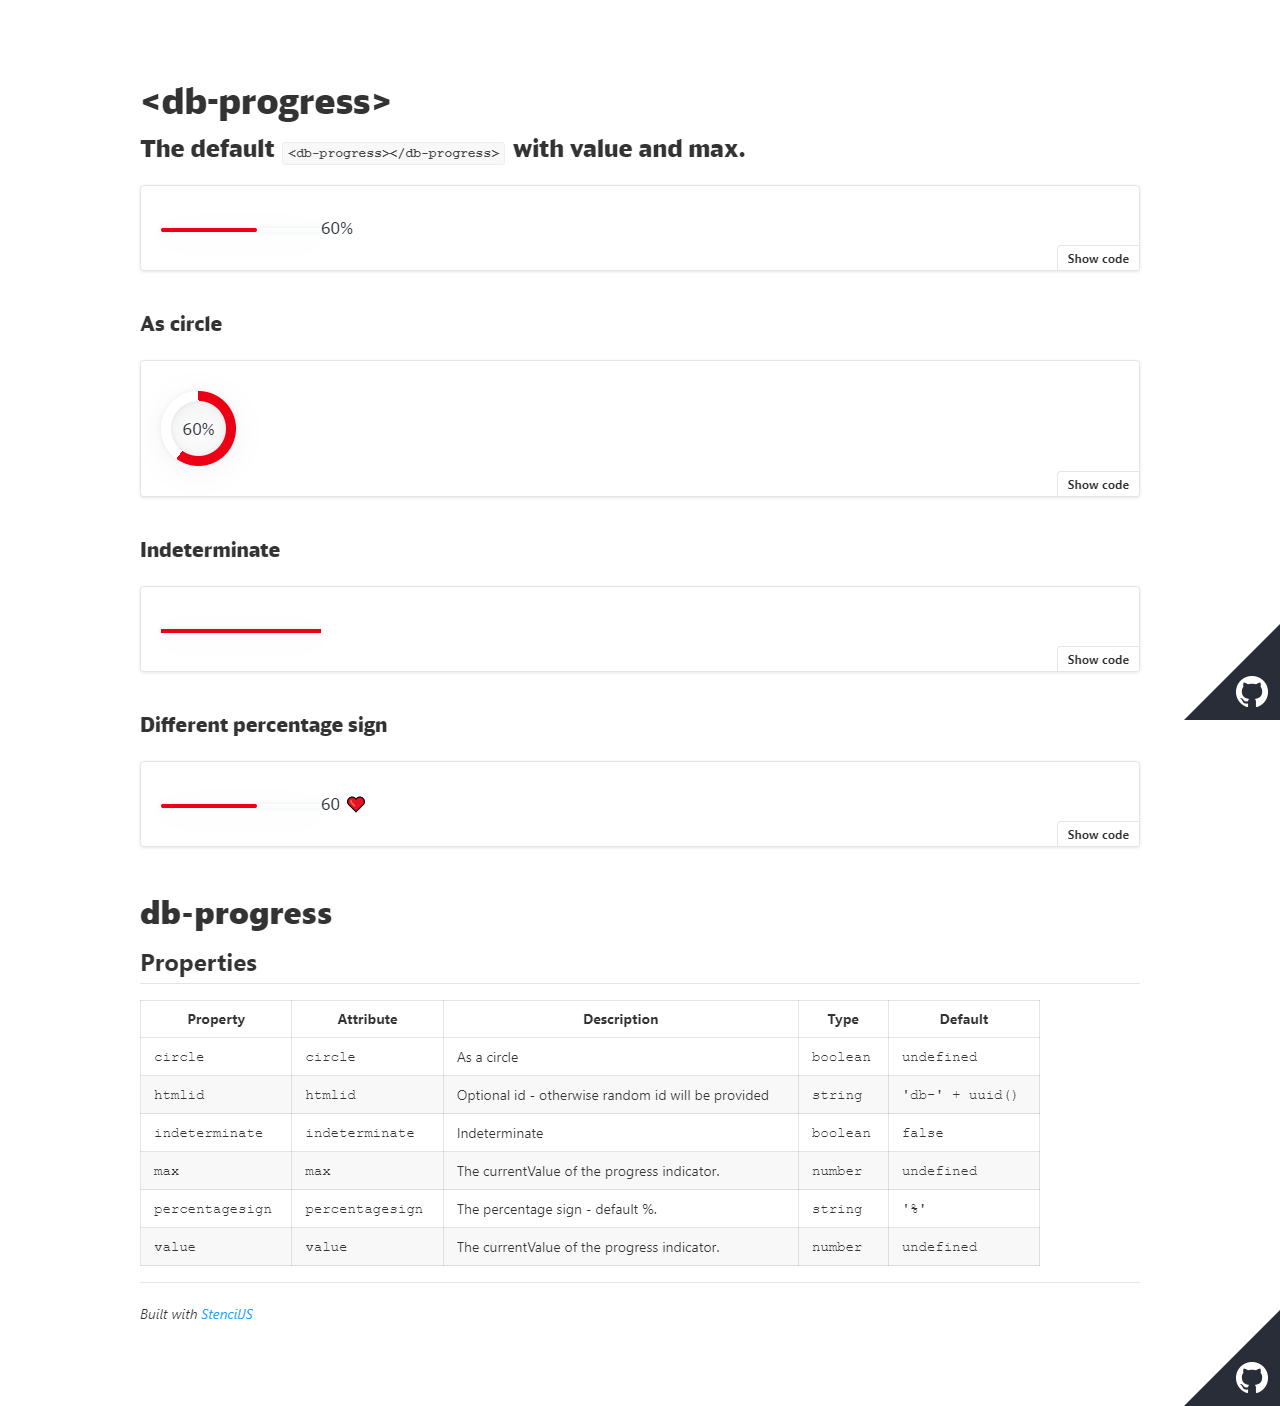 <db-progress>
The default <db-progress></db-progress> with value and max.
60%
Show code
As circle
60%
Show code
Indeterminate
Show code
Different percentage sign
60 ❤️
Show code
db-progress
Properties
Property Attribute Description Type Default
circle circle As a circle boolean undefined
htmlid htmlid Optional id - otherwise random id will be provided string 'db-' + uuid()
indeterminate indeterminate Indeterminate boolean false
max max The currentValue of the progress indicator. number undefined
percentagesign percentagesign The percentage sign - default %. string '%'
value value The currentValue of the progress indicator. number undefined
Built with StencilJS